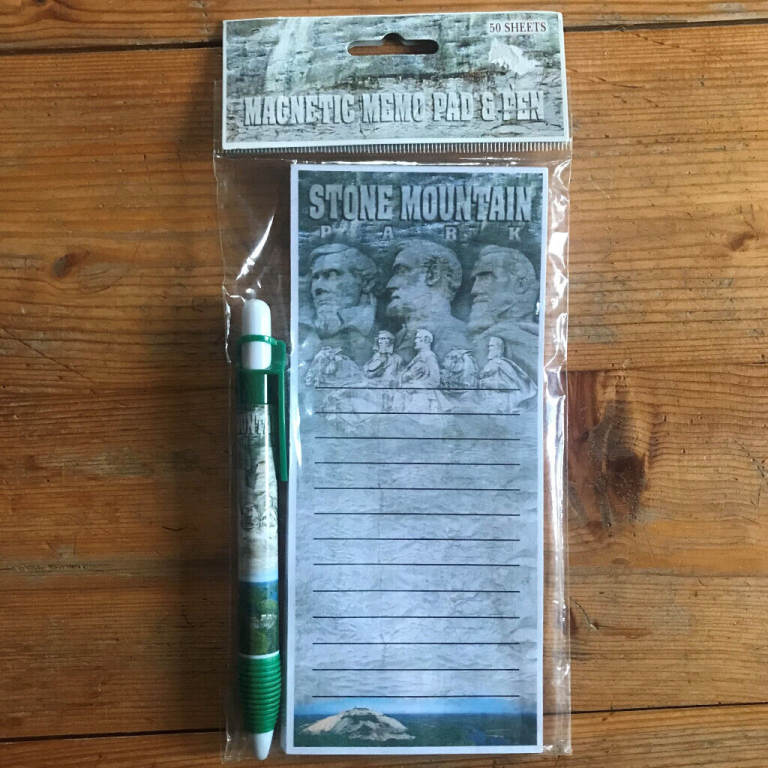 50 SHEETS
MAGNETIC MEMO PAD & PEN
STONE MOUNTAIN
PARK